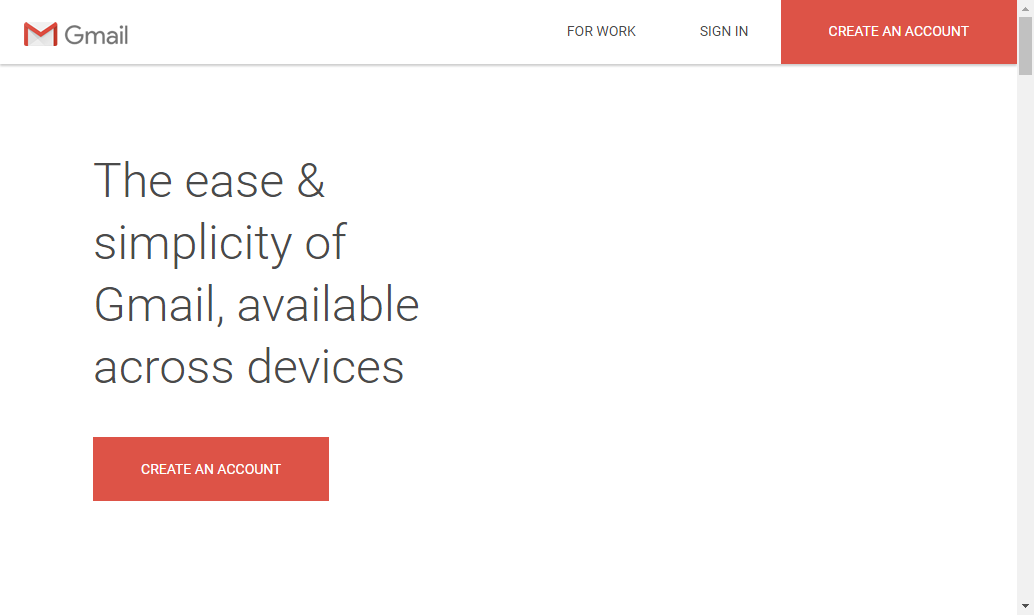 Gmail
FOR WORK
SIGN IN
CREATE AN ACCOUNT
The ease &
simplicity of
Gmail, available
across devices
CREATE AN ACCOUNT